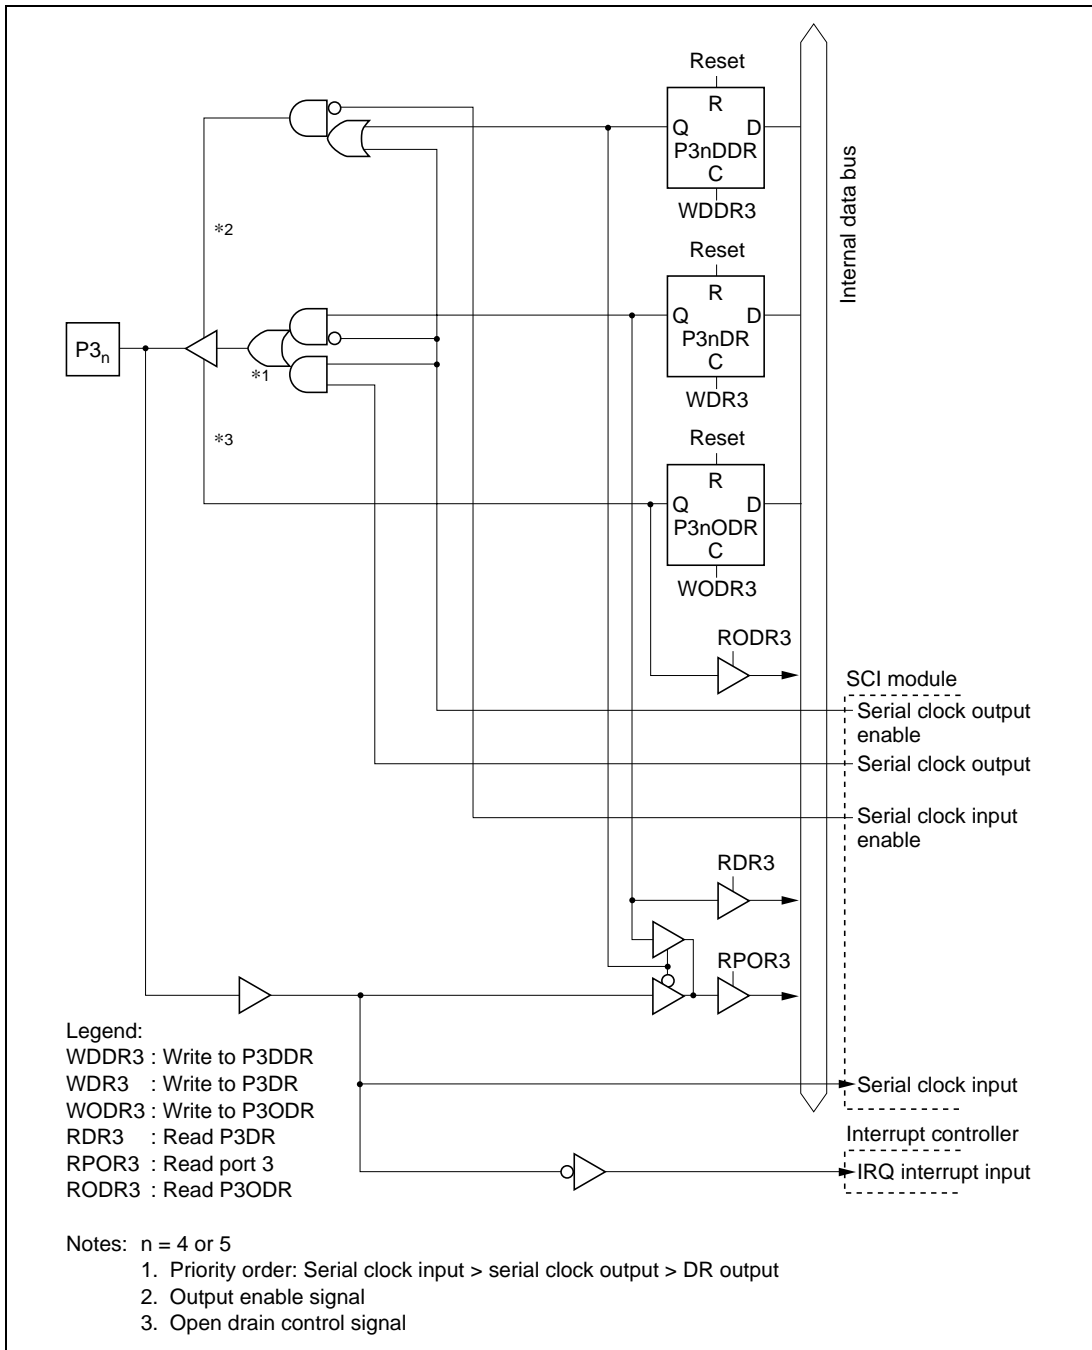 Reset
R
Q D
P3nDDR
C
WDDR3
Internal data bus
*2
Reset
R
Q D
P3nDR
C
WDR3
P3n
*1
*3
Reset
R
Q D
P3nODR
C
WODR3
RODR3
SCI module
Serial clock output
enable
Serial clock output
Serial clock input
enable
RDR3
RPOR3
Legend:
WDDR3 : Write to P3DDR
WDR3 : Write to P3DR
WODR3 : Write to P3ODR
RDR3 : Read P3DR
RPOR3 : Read port 3
RODR3 : Read P3ODR
Serial clock input
Interrupt controller
IRQ interrupt input
Notes: n = 4 or 5
1. Priority order: Serial clock input > serial clock output > DR output
2. Output enable signal
3. Open drain control signal